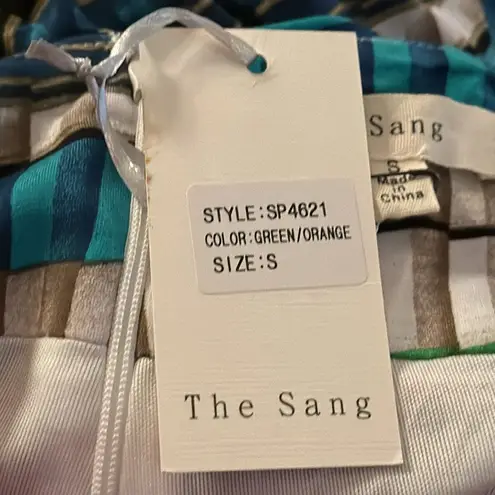 Sang
S
Made
in
China
STYLE:SP4621
COLOR:GREEN/ORANGE
SIZE:S
The Sang